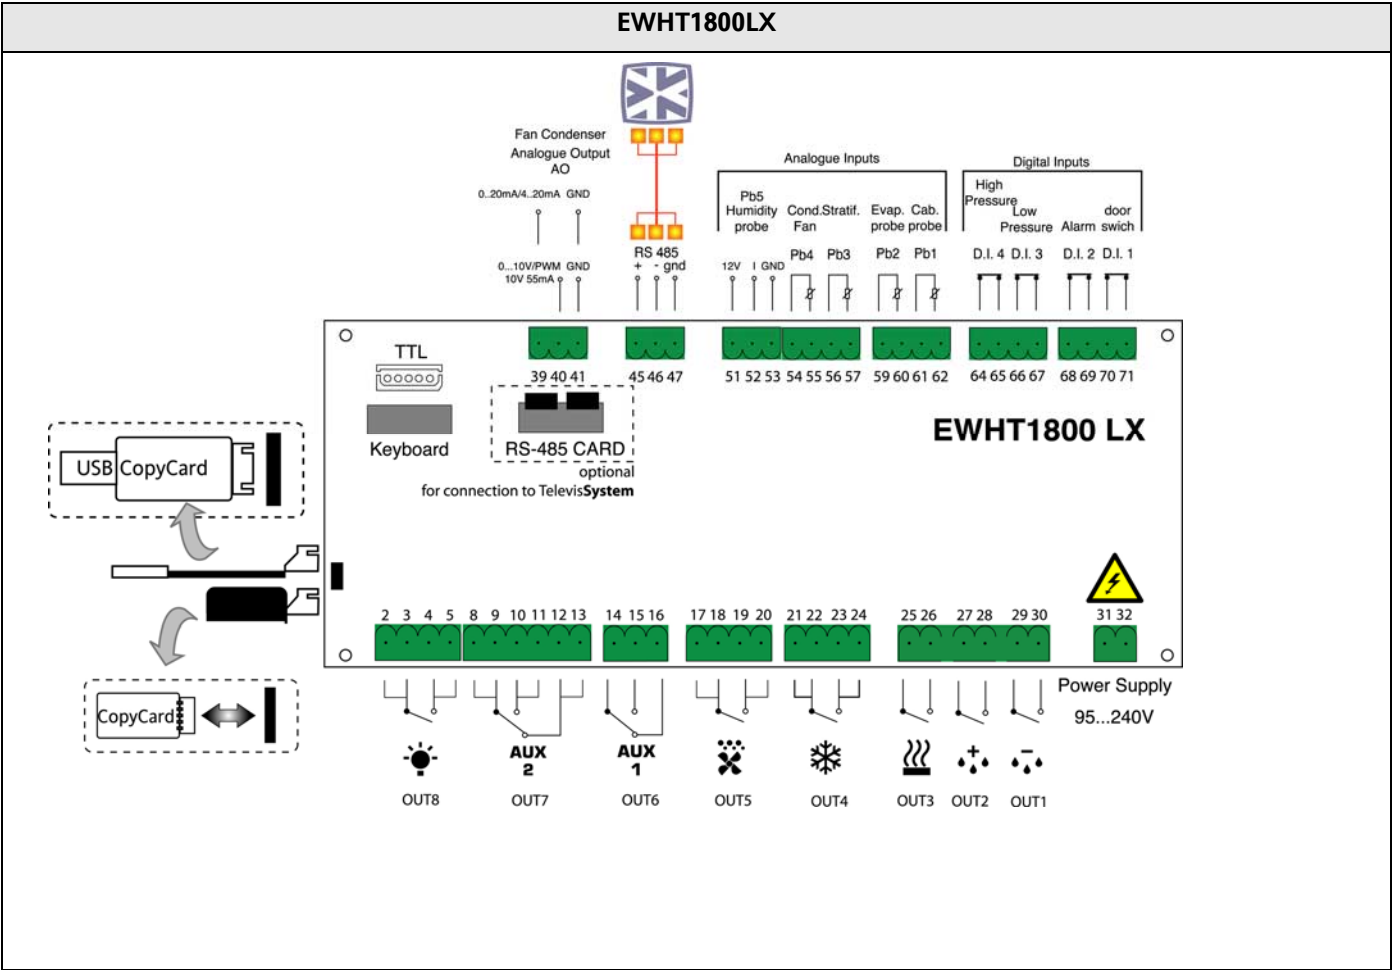 EWHT1800LX
Fan Condenser
Analogue Output
AO
0..20mA/4..20mA GND
0...10V/PWM GND
10V 55mA
RS 485
+ - gnd
Analogue Inputs
Pb5
Humidity
probe
Cond.Stratif.
Fan
Evap. Cab.
probe probe
Pb4 Pb3
Pb2 Pb1
12V I GND
Digital Inputs
High
Pressure
Low
Pressure
Alarm
door
swich
D.I. 4 D.I. 3
D.I. 2 D.I. 1
TTL
39 40 41
45 46 47
51 52 53 54 55 56 57
59 60 61 62
64 65 66 67
68 69 70 71
Keyboard
RS-485 CARD
optional
for connection to TelevisSystem
EWHT1800 LX
USB CopyCard
CopyCard
2 3 4 5
8 9 10 11 12 13
14 15 16
17 18 19 20
21 22 23 24
25 26
27 28
29 30
31 32
Power Supply
95...240V
AUX
2
AUX
1
OUT8
OUT7
OUT6
OUT5
OUT4
OUT3
OUT2
OUT1